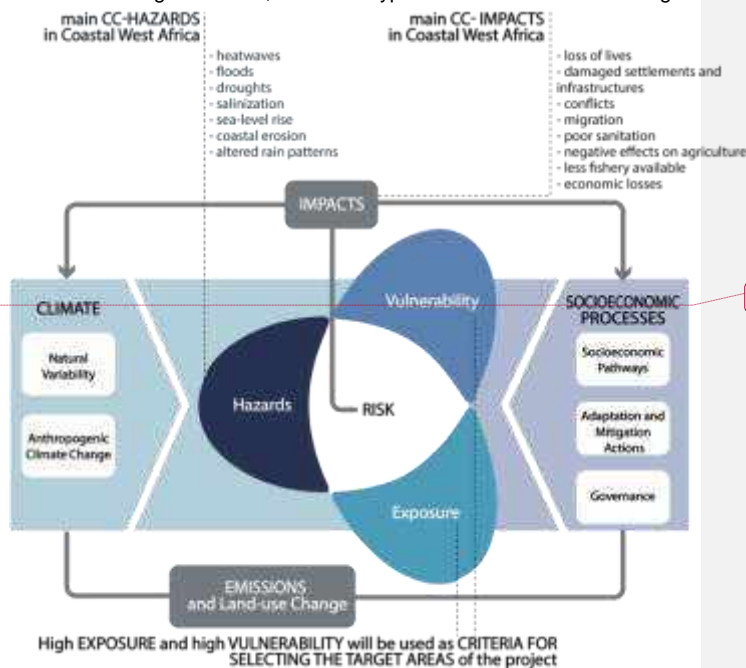 main CC-HAZARDS
in Coastal West Africa
- heatwaves
- floods
- droughts
- salinization
- sea-level rise
- coastal erosion
- altered rain patterns
main CC- IMPACTS
in Coastal West Africa
- loss of lives
- damaged settlements and
infrastructures
- conflicts
- migration
- poor sanitation
- negative effects on agriculture
- less fishery available
- economic losses
IMPACTS
CLIMATE
Natural
Variability
Anthropogenic
Climate Change
Hazards
Vulnerability
RISK
Exposure
SOCIOECONOMIC
PROCESSES
Socioeconomic
Pathways
Adaptation and
Mitigation
Actions
Governance
EMISSIONS
and Land-use Change
High EXPOSURE and high VULNERABILITY will be used as CRITERIA FOR
SELECTING THE TARGET AREAS of the project